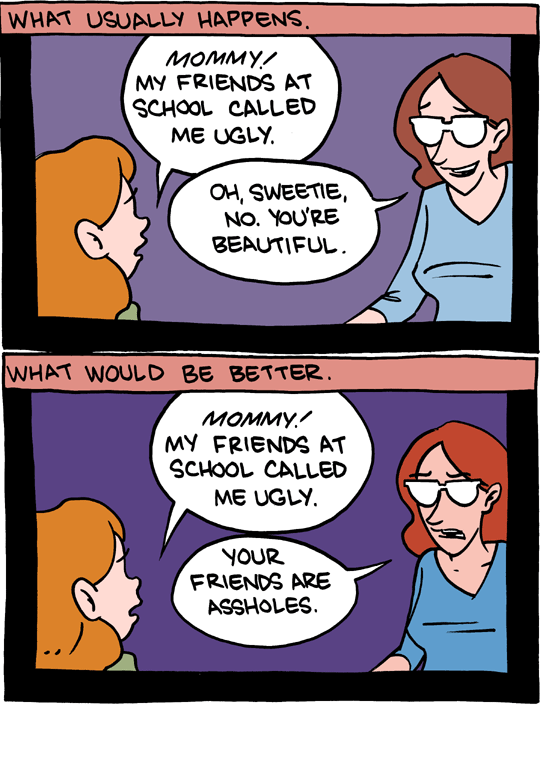 WHAT USUALLY HAPPENS.
MOMMY!
MY FRIENDS AT
SCHOOL CALLED
ME UGLY.
OH, SWEETIE,
NO. YOU'RE
BEAUTIFUL.
WHAT WOULD BE BETTER.
MOMMY!
MY FRIENDS AT
SCHOOL CALLED
ME UGLY.
YOUR
FRIENDS ARE
ASSHOLES.